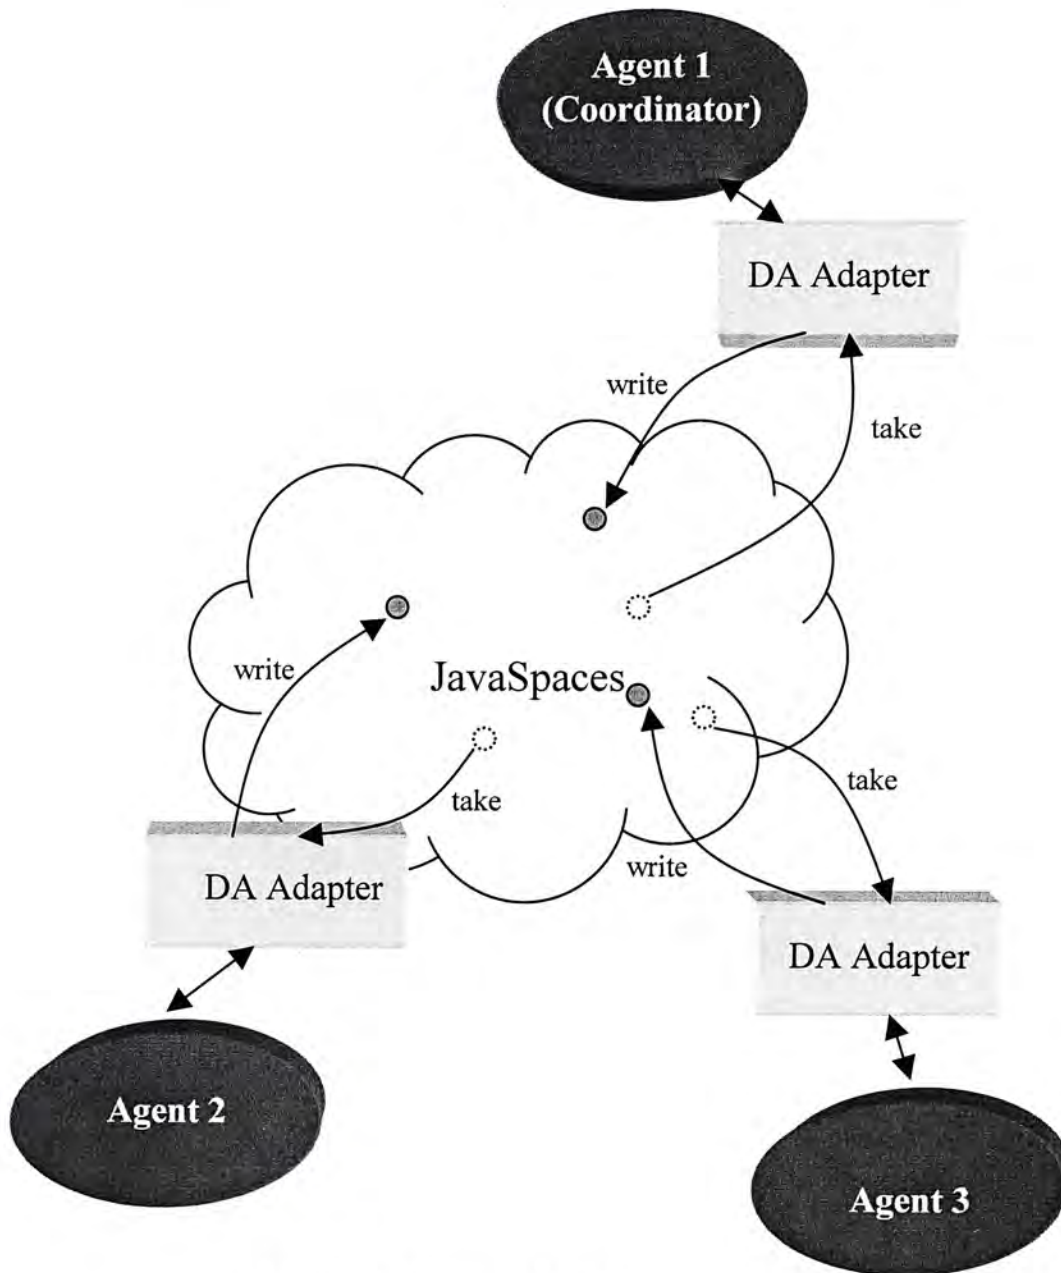 Agent 1
(Coordinator)
DA Adapter
write
take
write
JavaSpaces
take
take
write
DA Adapter
DA Adapter
Agent 2
Agent 3